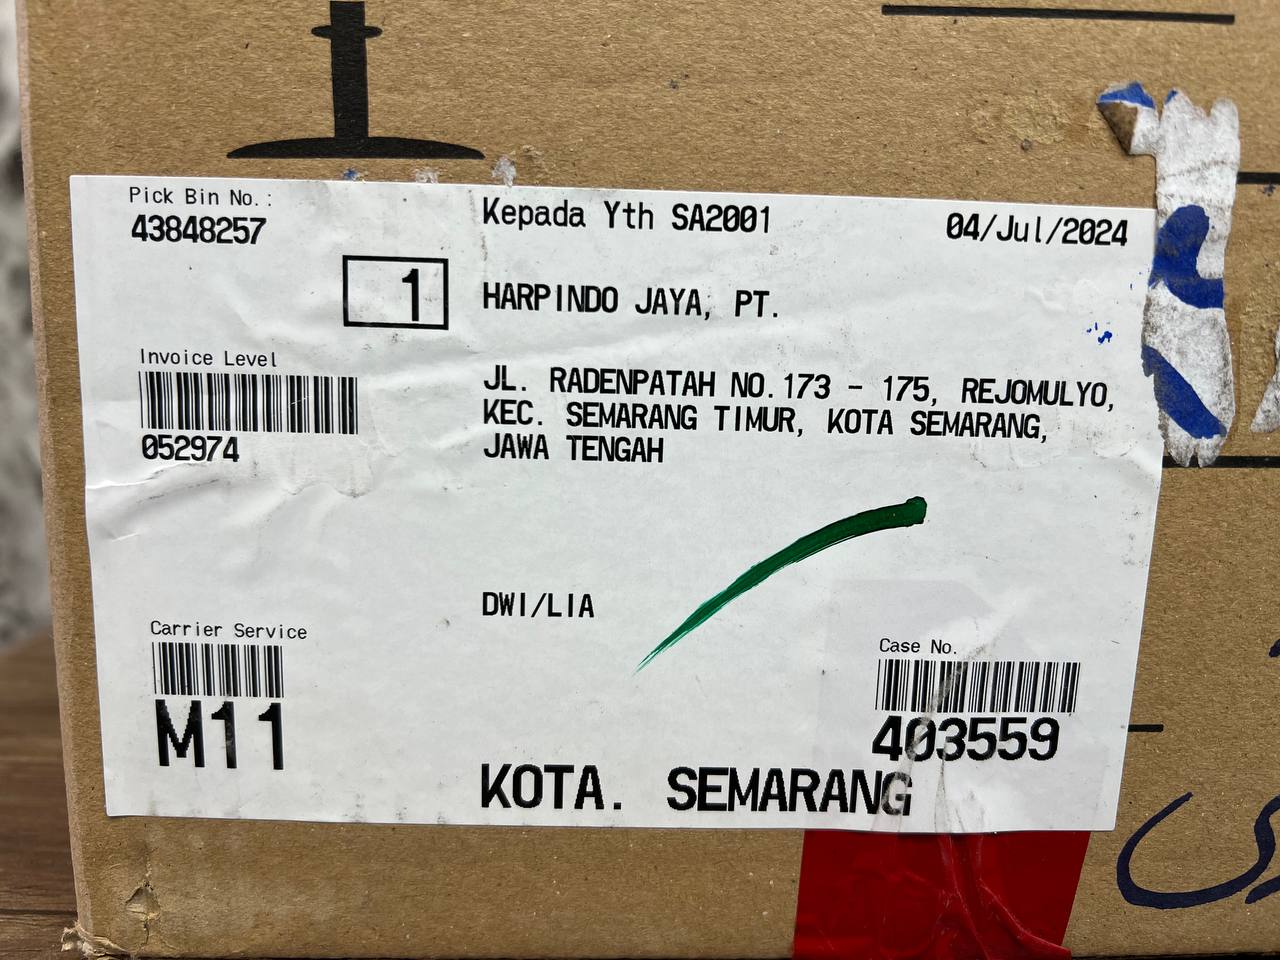 Pick Bin No.:
43848257
Kepada Yth SA2001
04/Jul/2024
1
HARPINDO JAYA, PT.
Invoice Level
052974
JL. RADENPATAH NO.173 - 175, REJOMULYO,
KEC. SEMARANG TIMUR, KOTA SEMARANG,
JAWA TENGAH
DWI/LIA
Carrier Service
M11
Case No.
403559
KOTA. SEMARANG